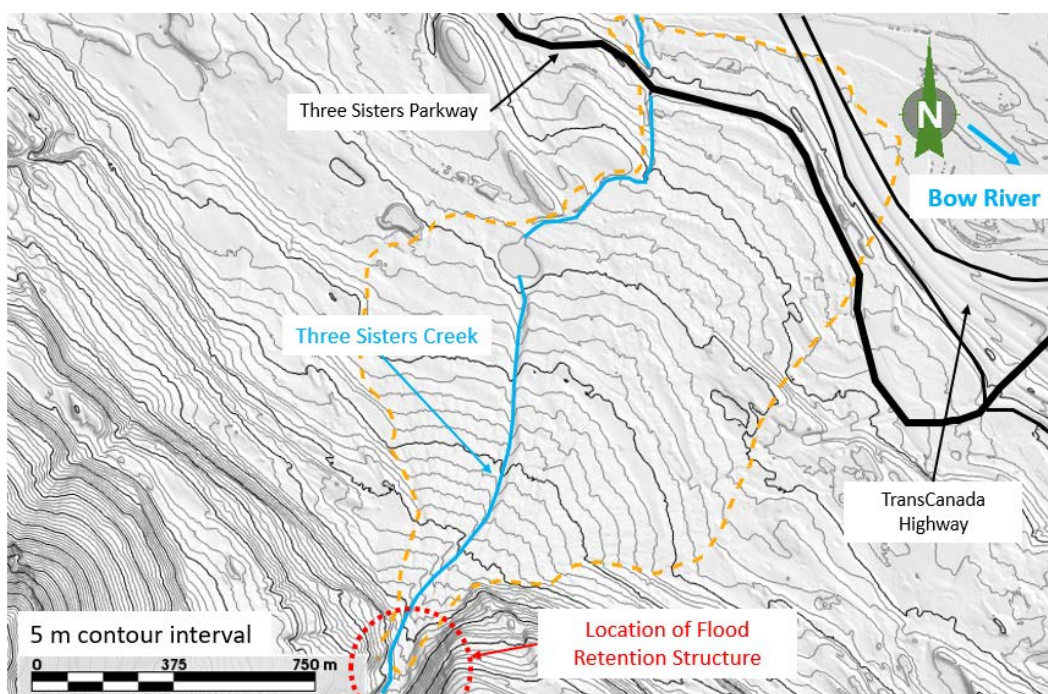 Three Sisters Parkway
N
Bow River
Three Sisters Creek
TransCanada
Highway
5 m contour interval
0 375 750 m
Location of Flood
Retention Structure